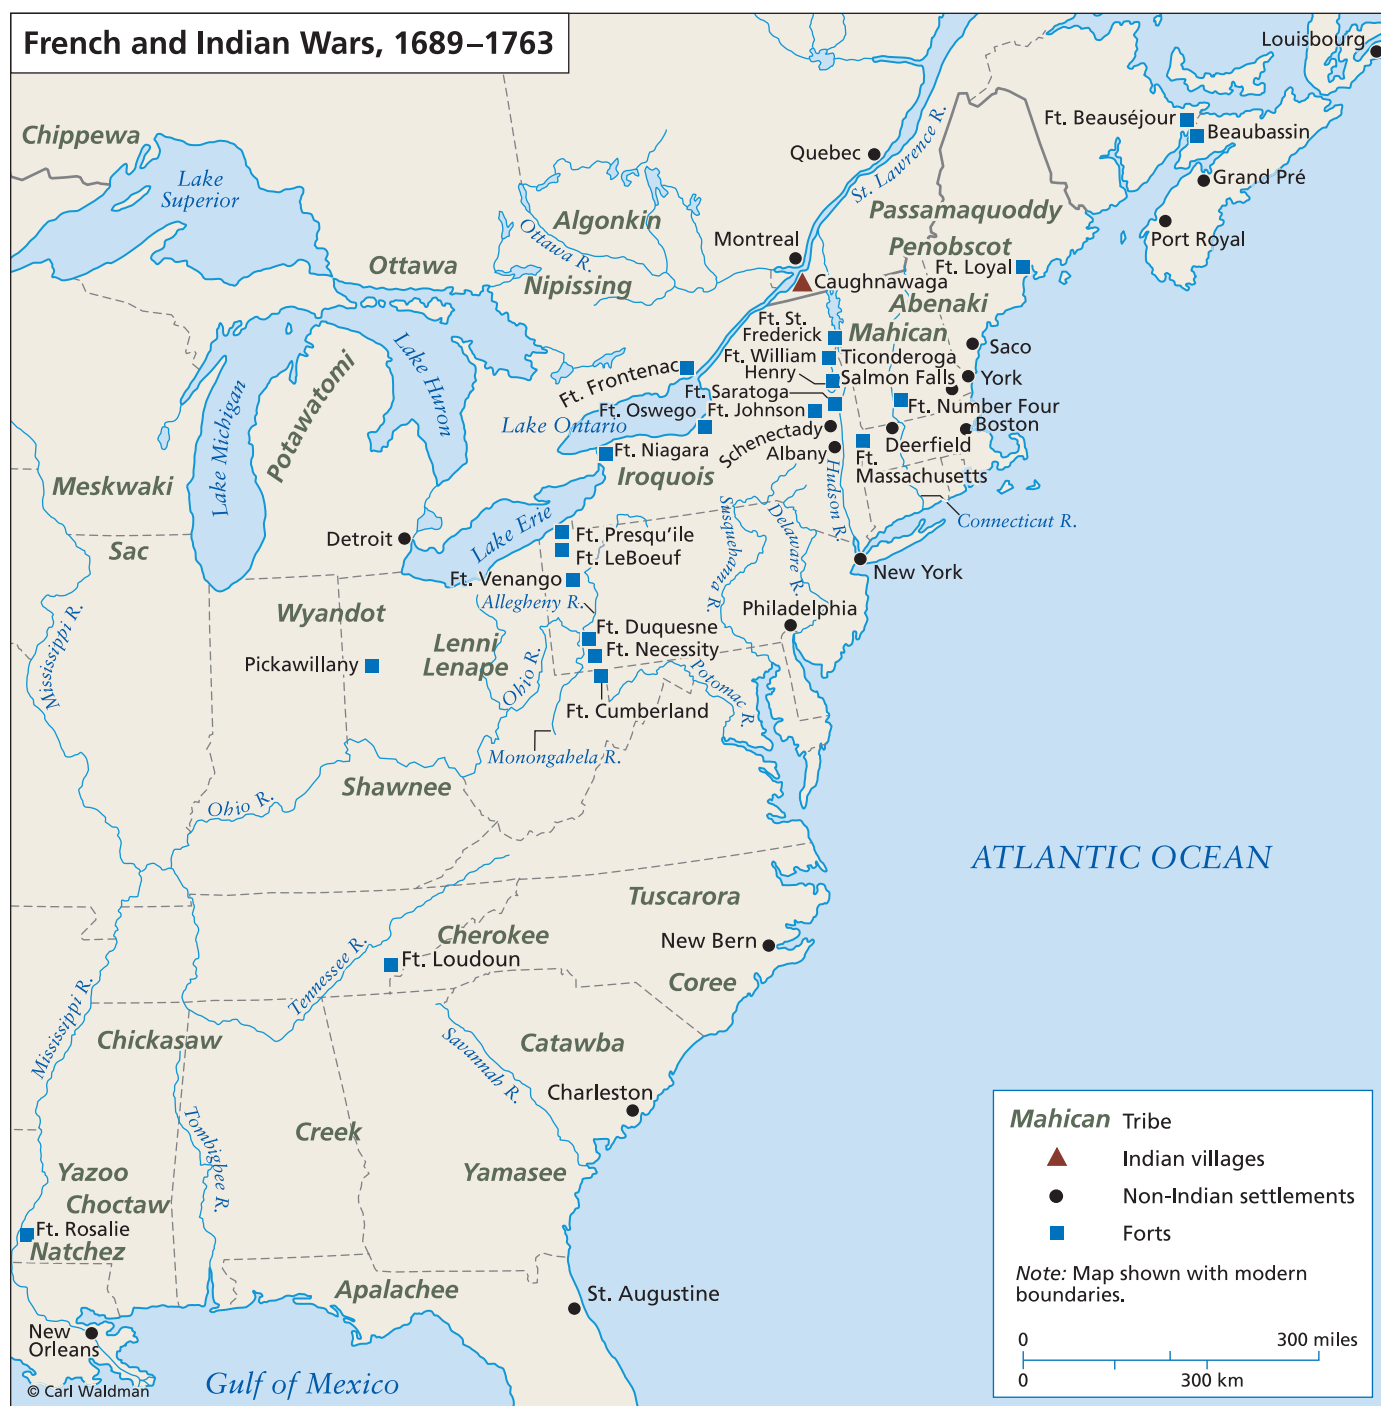 French and Indian Wars, 1689–1763
Louisbourg
Ft. Beauséjour
Beaubassin
Chippewa
Quebec
St. Lawrence R.
Grand Pré
Lake
Superior
Passamaquoddy
Algonkin
Port Royal
Montreal
Ottawa R.
Penobscot
Ottawa
Ft. Loyal
Nipissing
Caughnawaga
Abenaki
Ft. St.
Frederick
Mahican
Saco
Lake Huron
Ft. William
Henry
Ticonderoga
Ft. Frontenac
Salmon Falls
York
Potawatomi
Ft. Saratoga
Lake Michigan
Ft. Oswego
Ft. Johnson
Ft. Number Four
Lake Ontario
Boston
Schenectady
Deerfield
Ft. Niagara
Albany
Ft.
Massachusetts
Iroquois
Meskwaki
Hudson R.
Connecticut R.
Lake Erie
Susquehanna R.
Delaware R.
Detroit
Ft. Presqu’ile
Sac
Ft. LeBoeuf
New York
Ft. Venango
Allegheny R.
Wyandot
Philadelphia
Mississippi R.
Ft. Duquesne
Lenni
Lenape
Ft. Necessity
Pickawillany
Ohio R.
Potomac R.
Ft. Cumberland
Monongahela R.
Shawnee
Ohio R.
ATLANTIC OCEAN
Tuscarora
Cherokee
New Bern
Ft. Loudoun
Tennessee R.
Coree
Mississippi R.
Chickasaw
Catawba
Savannah R.
Charleston
Tombigbee R.
Creek
Yazoo
Yamasee
Choctaw
Ft. Rosalie
Natchez
Apalachee
St. Augustine
New
Orleans
Gulf of Mexico
© Carl Waldman
Mahican Tribe
Indian villages
Non-Indian settlements
Forts
Note: Map shown with modern
boundaries.
0 300 miles
0 300 km